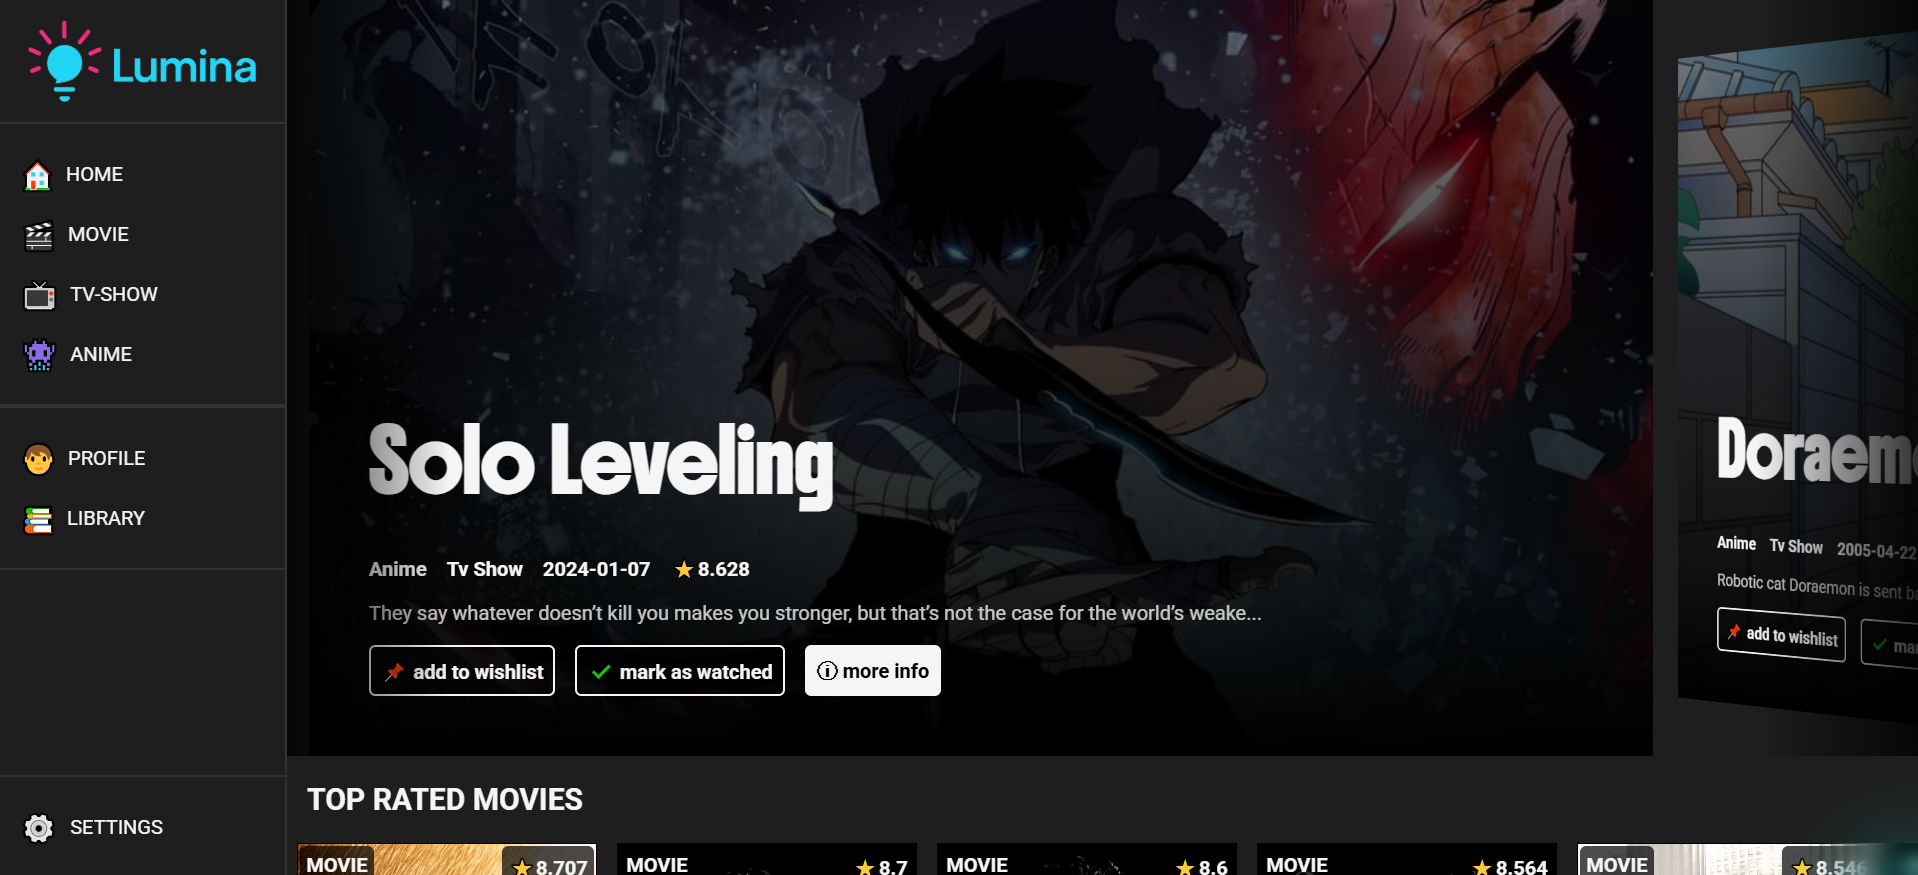 Lumina
HOME
MOVIE
TV-SHOW
ANIME
PROFILE
LIBRARY
SETTINGS
Solo Leveling
Anime Tv Show 2024-01-07 8.628
They say whatever doesn’t kill you makes you stronger, but that’s not the case for the world’s weake...
add to wishlist mark as watched more info
Anime Tv Show 2005-04-22
Robotic cat Doraemon is sent
add to wishlist
TOP RATED MOVIES
MOVIE 8.707 MOVIE 8.7 MOVIE 8.6 MOVIE 8.564 MOVIE 8.546